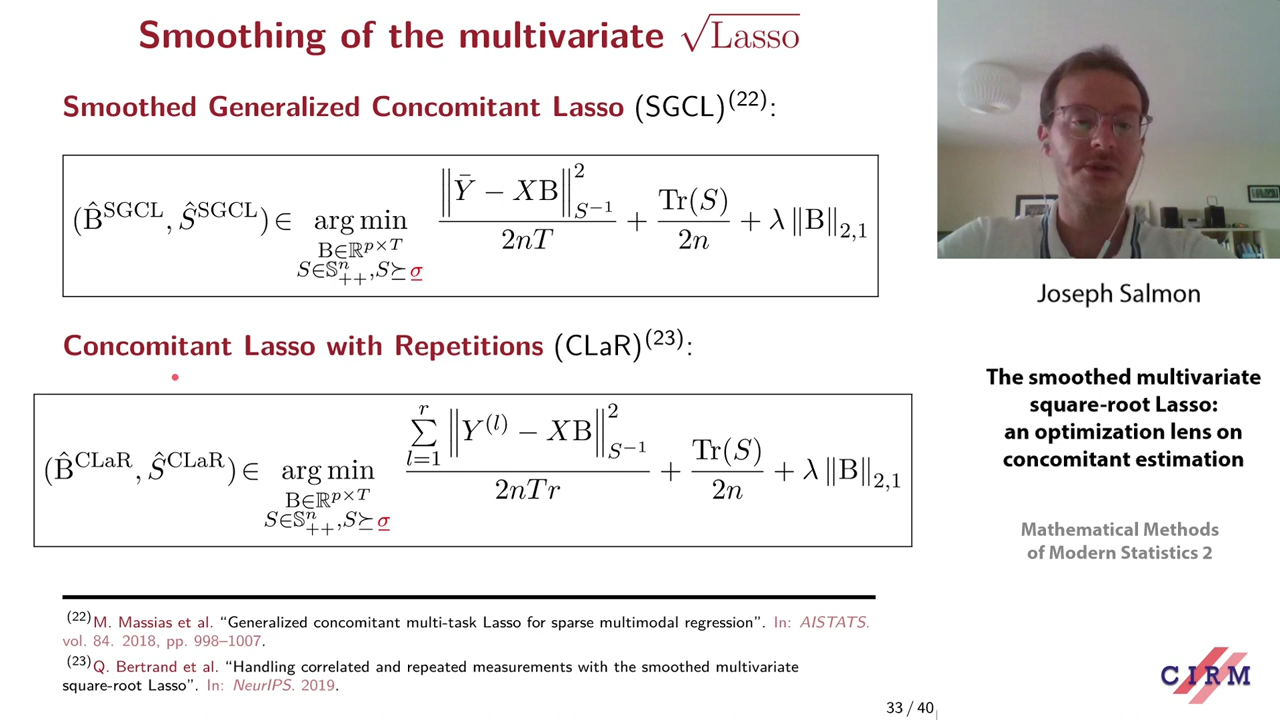 Smoothing of the multivariate √Lasso
Smoothed Generalized Concomitant Lasso (SGCL)(22):
(B̂^SGCL, Ŝ^SGCL) ∈ arg min_{B∈ℝ^{p×T}, S∈𝕊^n_{++}, S⪰σ̲} ‖Ȳ − XB‖²_{S^{-1}} / 2nT + Tr(S) / 2n + λ‖B‖_{2,1}
Concomitant Lasso with Repetitions (CLaR)(23):
(B̂^CLaR, Ŝ^CLaR) ∈ arg min_{B∈ℝ^{p×T}, S∈𝕊^n_{++}, S⪰σ̲} ∑_{l=1}^{r} ‖Y^{(l)} − XB‖²_{S^{-1}} / 2nTr + Tr(S) / 2n + λ‖B‖_{2,1}
(22)M. Massias et al. “Generalized concomitant multi-task Lasso for sparse multimodal regression”. In: AISTATS.
vol. 84. 2018, pp. 998–1007.
(23)Q. Bertrand et al. “Handling correlated and repeated measurements with the smoothed multivariate
square-root Lasso”. In: NeurIPS. 2019.
33 / 40
Joseph Salmon
The smoothed multivariate
square-root Lasso:
an optimization lens on
concomitant estimation
Mathematical Methods
of Modern Statistics 2
CIRM